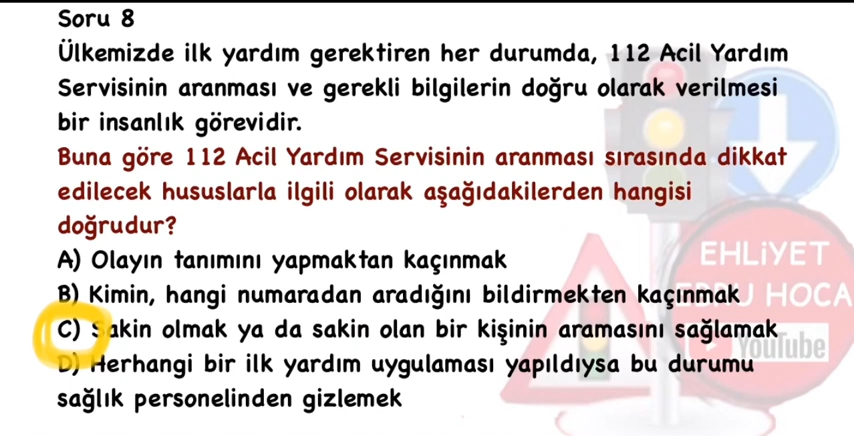 Soru 8
Ülkemizde ilk yardım gerektiren her durumda, 112 Acil Yardım
Servisinin aranması ve gerekli bilgilerin doğru olarak verilmesi
bir insanlık görevidir.
Buna göre 112 Acil Yardım Servisinin aranması sırasında dikkat
edilecek hususlarla ilgili olarak aşağıdakilerden hangisi
doğrudur?
A) Olayın tanımını yapmaktan kaçınmak
B) Kimin, hangi numaradan aradığını bildirmekten kaçınmak
C) Sakin olmak ya da sakin olan bir kişinin aramasını sağlamak
D) Herhangi bir ilk yardım uygulaması yapıldıysa bu durumu
sağlık personelinden gizlemek
EHLİYET
EBRU HOCA
YouTube